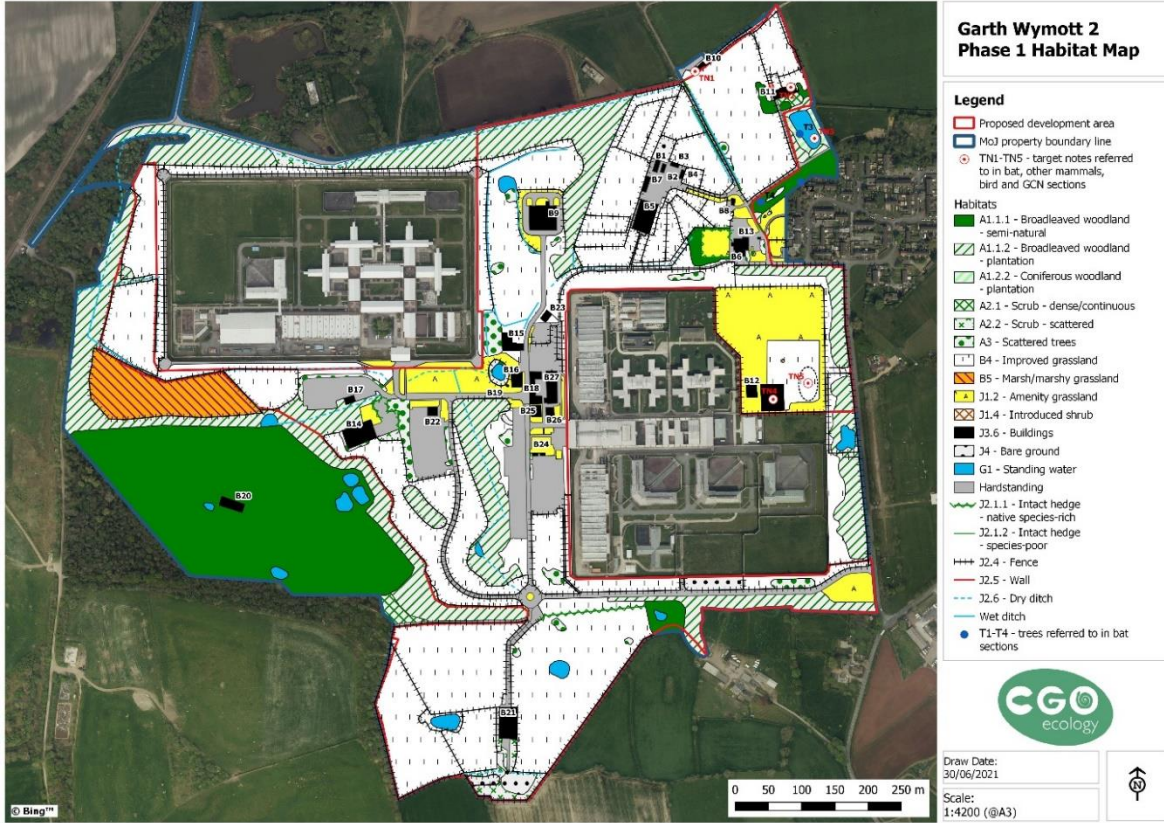 Garth Wymott 2
Phase 1 Habitat Map
Legend
Proposed development area
MoJ property boundary line
TN1-TN5 - target notes referred
to in bat, other mammals,
bird and GCN sections
Habitats
A1.1.1 - Broadleaved woodland
- semi-natural
A1.1.2 - Broadleaved woodland
- plantation
A1.2.2 - Coniferous woodland
- plantation
A2.1 - Scrub - dense/continuous
A2.2 - Scrub - scattered
A3 - Scattered trees
B4 - Improved grassland
B5 - Marsh/marshy grassland
J1.2 - Amenity grassland
J1.4 - Introduced shrub
J3.6 - Buildings
J4 - Bare ground
G1 - Standing water
Hardstanding
J2.1.1 - Intact hedge
- native species-rich
J2.1.2 - Intact hedge
- species-poor
J2.4 - Fence
J2.5 - Wall
J2.6 - Dry ditch
Wet ditch
T1-T4 - trees referred to in bat
sections
CGO
ecology
Draw Date:
30/06/2021
Scale:
1:4200 (@A3)
N
B10
TN1
B11
T3
B1
B3
B7
B2
B4
B5
B8
B9
B13
B6
B23
B15
B16
B27
B18
B19
B17
B25
B26
B22
B14
B24
B12
TN5
TN4
B20
B21
A
A
A
A
A
A
0 50 100 150 200 250 m
© Bing™